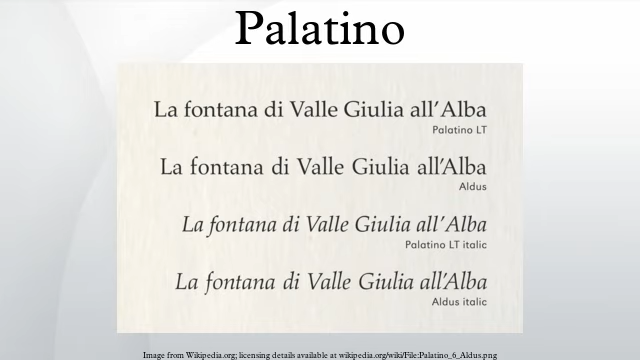 Palatino
La fontana di Valle Giulia all'Alba
Palatino LT
La fontana di Valle Giulia all'Alba
Aldus
La fontana di Valle Giulia all'Alba
Palatino LT italic
La fontana di Valle Giulia all'Alba
Aldus italic
Image from Wikipedia.org; licensing details available at wikipedia.org/wiki/File:Palatino_6_Aldus.png